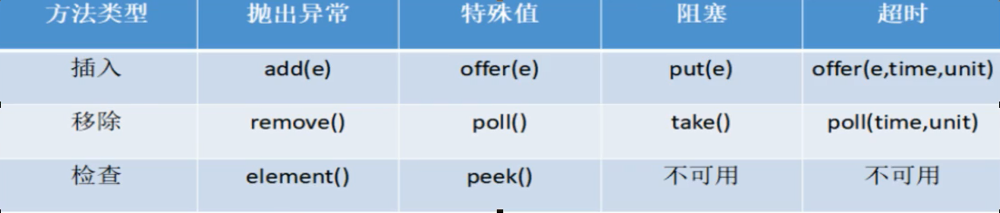 方法类型 抛出异常 特殊值 阻塞 超时
插入 add(e) offer(e) put(e) offer(e,time,unit)
移除 remove() poll() take() poll(time,unit)
检查 element() peek() 不可用 不可用